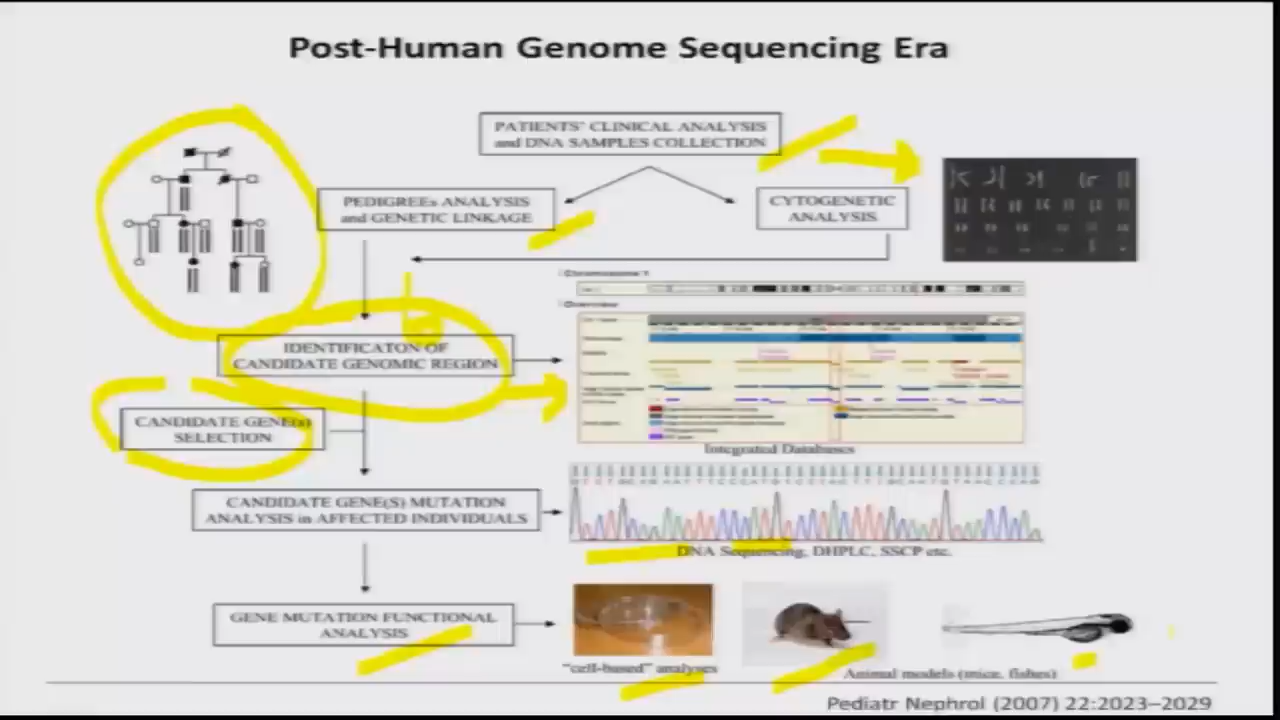 Post-Human Genome Sequencing Era
PATIENTS' CLINICAL ANALYSIS
and DNA SAMPLES COLLECTION
PEDIGREEs ANALYSIS
and GENETIC LINKAGE
CYTOGENETIC
ANALYSIS
Chromosome
Overview
IDENTIFICATON OF
CANDIDATE GENOMIC REGION
CANDIDATE GENE(s)
SELECTION
Integrated Databases
CANDIDATE GENE(S) MUTATION
ANALYSIS in AFFECTED INDIVIDUALS
DNA Sequencing, DHPLC, SSCP etc.
GENE MUTATION FUNCTIONAL
ANALYSIS
"cell-based" analyses
Animal models (mice, fishes)
Pediatr Nephrol (2007) 22:2023–2029